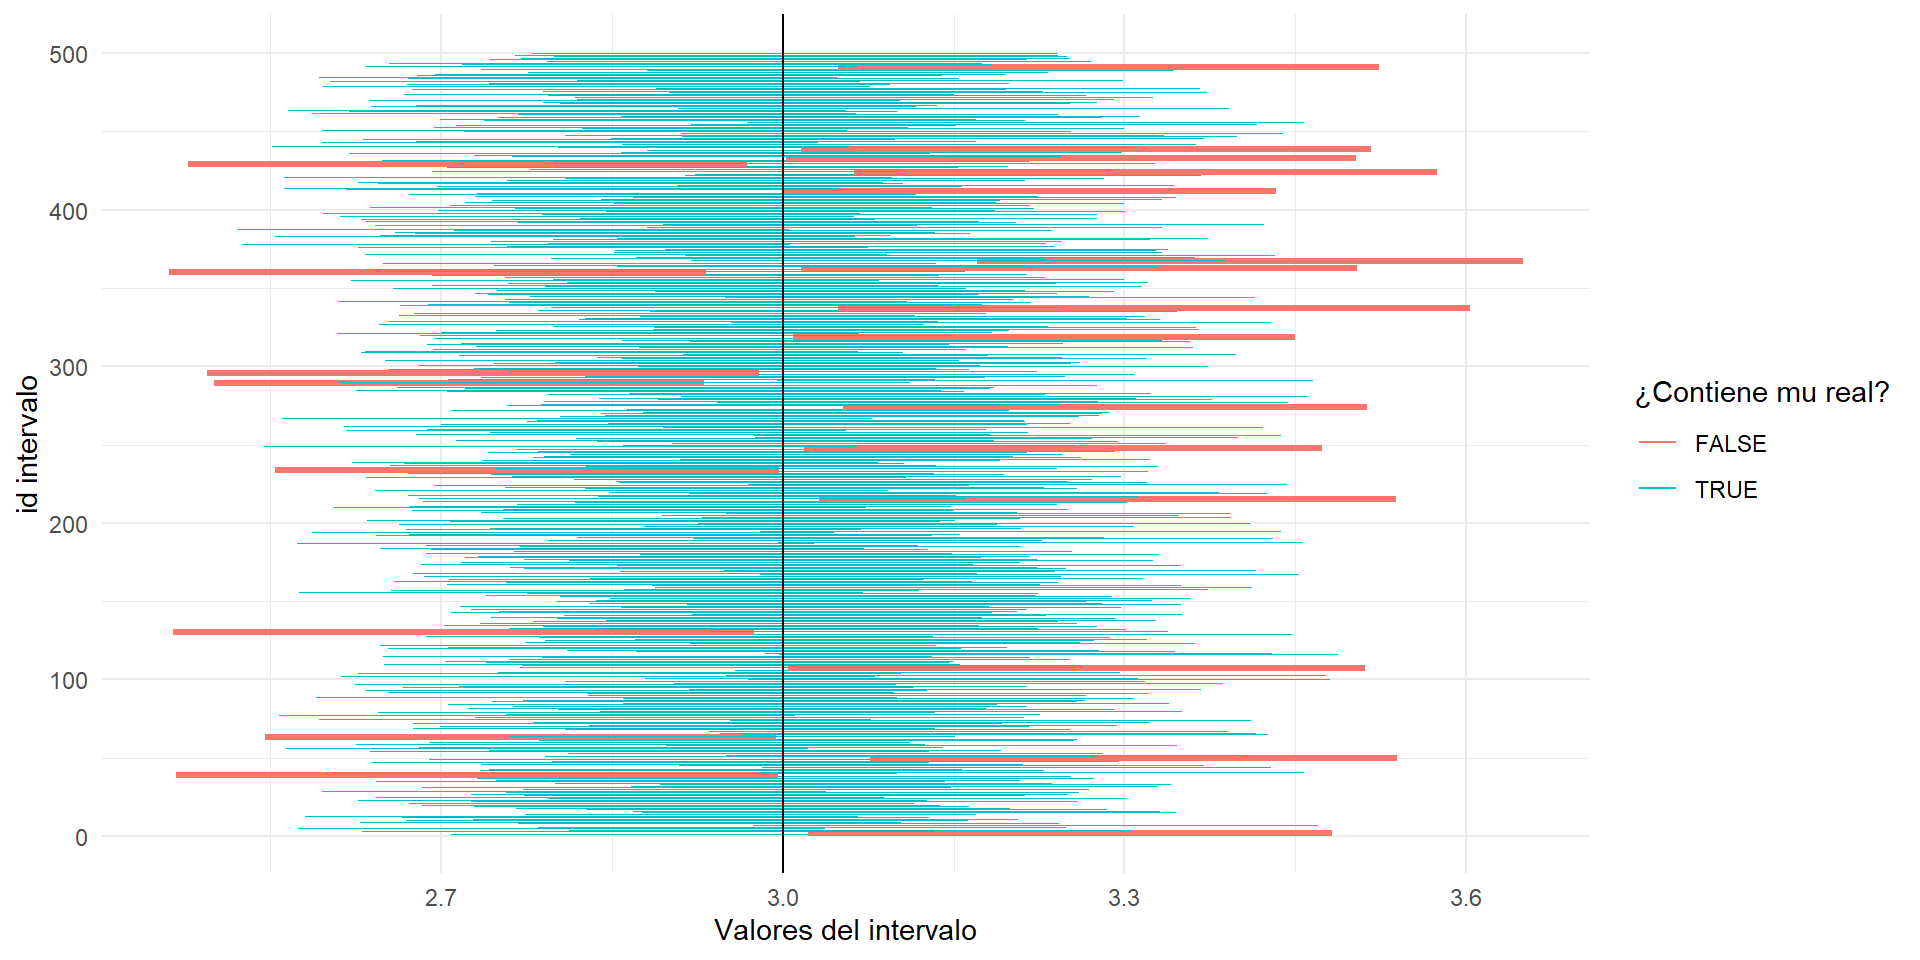 500
400
300
200
100
0
id intervalo
2.7 3.0 3.3 3.6
Valores del intervalo
¿Contiene mu real?
FALSE
TRUE